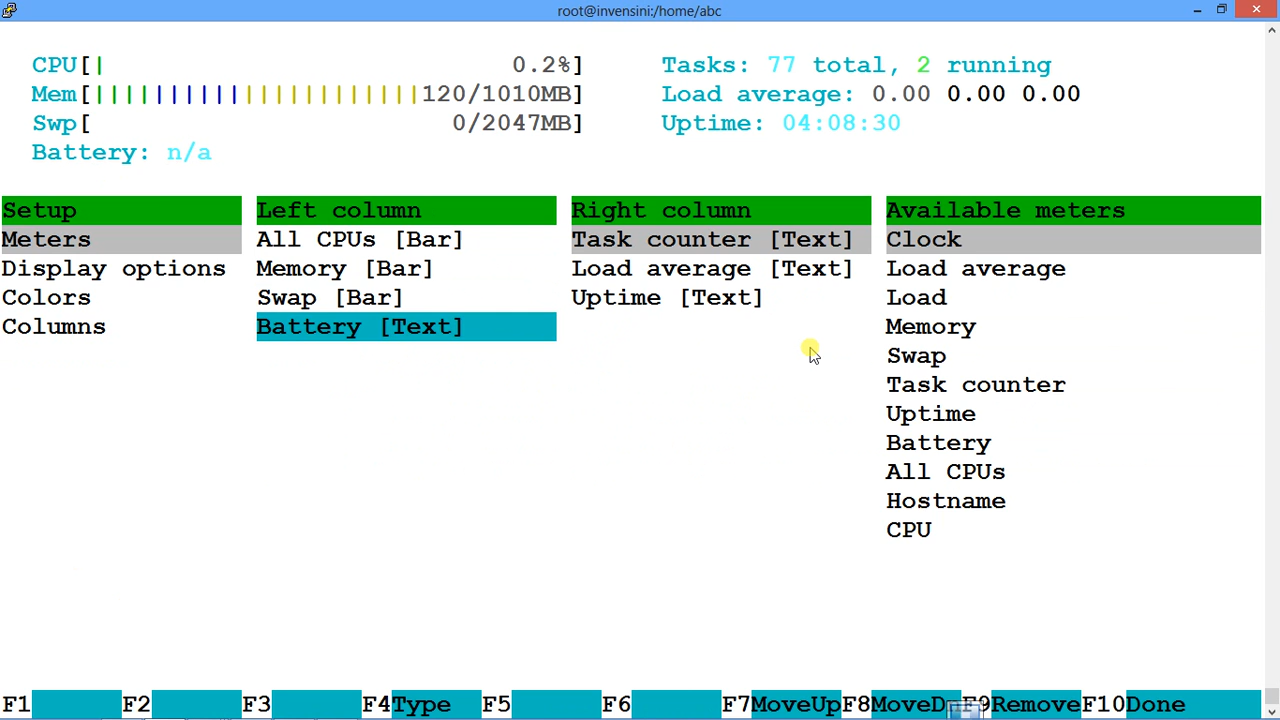 root@invensini:/home/abc
CPU[| 0.2%] Tasks: 77 total, 2 running
Mem[||||||||||||||||||||||120/1010MB] Load average: 0.00 0.00 0.00
Swp[ 0/2047MB] Uptime: 04:08:30
Battery: n/a
Setup Left column Right column Available meters
Meters All CPUs [Bar] Task counter [Text] Clock
Display options Memory [Bar] Load average [Text] Load average
Colors Swap [Bar] Uptime [Text] Load
Columns Battery [Text] Memory
Swap
Task counter
Uptime
Battery
All CPUs
Hostname
CPU
F1 F2 F3 F4Type F5 F6 F7MoveUpF8MoveD F9RemoveF10Done